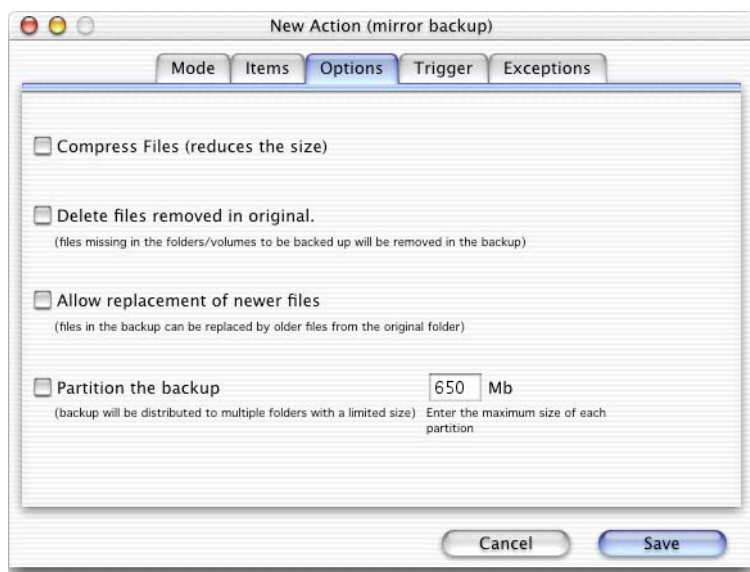 New Action (mirror backup)
Mode Items Options Trigger Exceptions
Compress Files (reduces the size)
Delete files removed in original.
(files missing in the folders/volumes to be backed up will be removed in the backup)
Allow replacement of newer files
(files in the backup can be replaced by older files from the original folder)
Partition the backup 650 Mb
(backup will be distributed to multiple folders with a limited size) Enter the maximum size of each
partition
Cancel Save